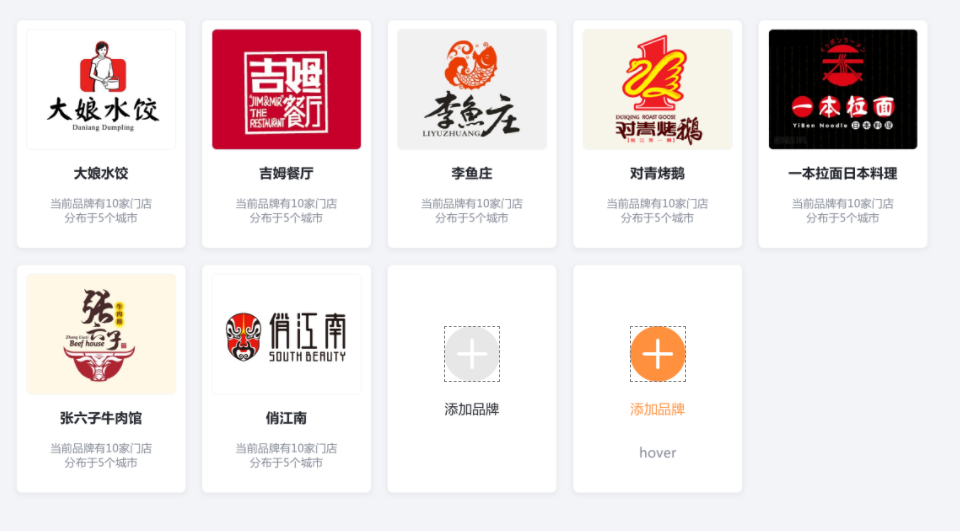 大娘水饺
Daniang Dumpling
大娘水饺
当前品牌有10家门店
分布于5个城市
吉姆
"JIM&MIR"
THE
RESTAURANT
餐厅
吉姆餐厅
当前品牌有10家门店
分布于5个城市
李魚庄
LIYUZHUANG
李鱼庄
当前品牌有10家门店
分布于5个城市
DUIQING ROAST GOOSE
对青烤鹅
对青烤鹅
当前品牌有10家门店
分布于5个城市
一本拉面
YiBen Noodle 日本料理
一本拉面日本料理
当前品牌有10家门店
分布于5个城市
张六子
牛肉館
Beef house
张六子牛肉馆
当前品牌有10家门店
分布于5个城市
俏江南
SOUTH BEAUTY
俏江南
当前品牌有10家门店
分布于5个城市
添加品牌
添加品牌
hover